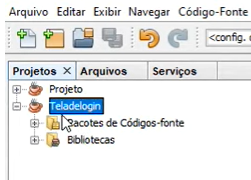 Arquivo Editar Exibir Navegar Código-Fonte
<config.
Projetos × Arquivos Serviços
Projeto
Teladelogin
Pacotes de Códigos-fonte
Bibliotecas